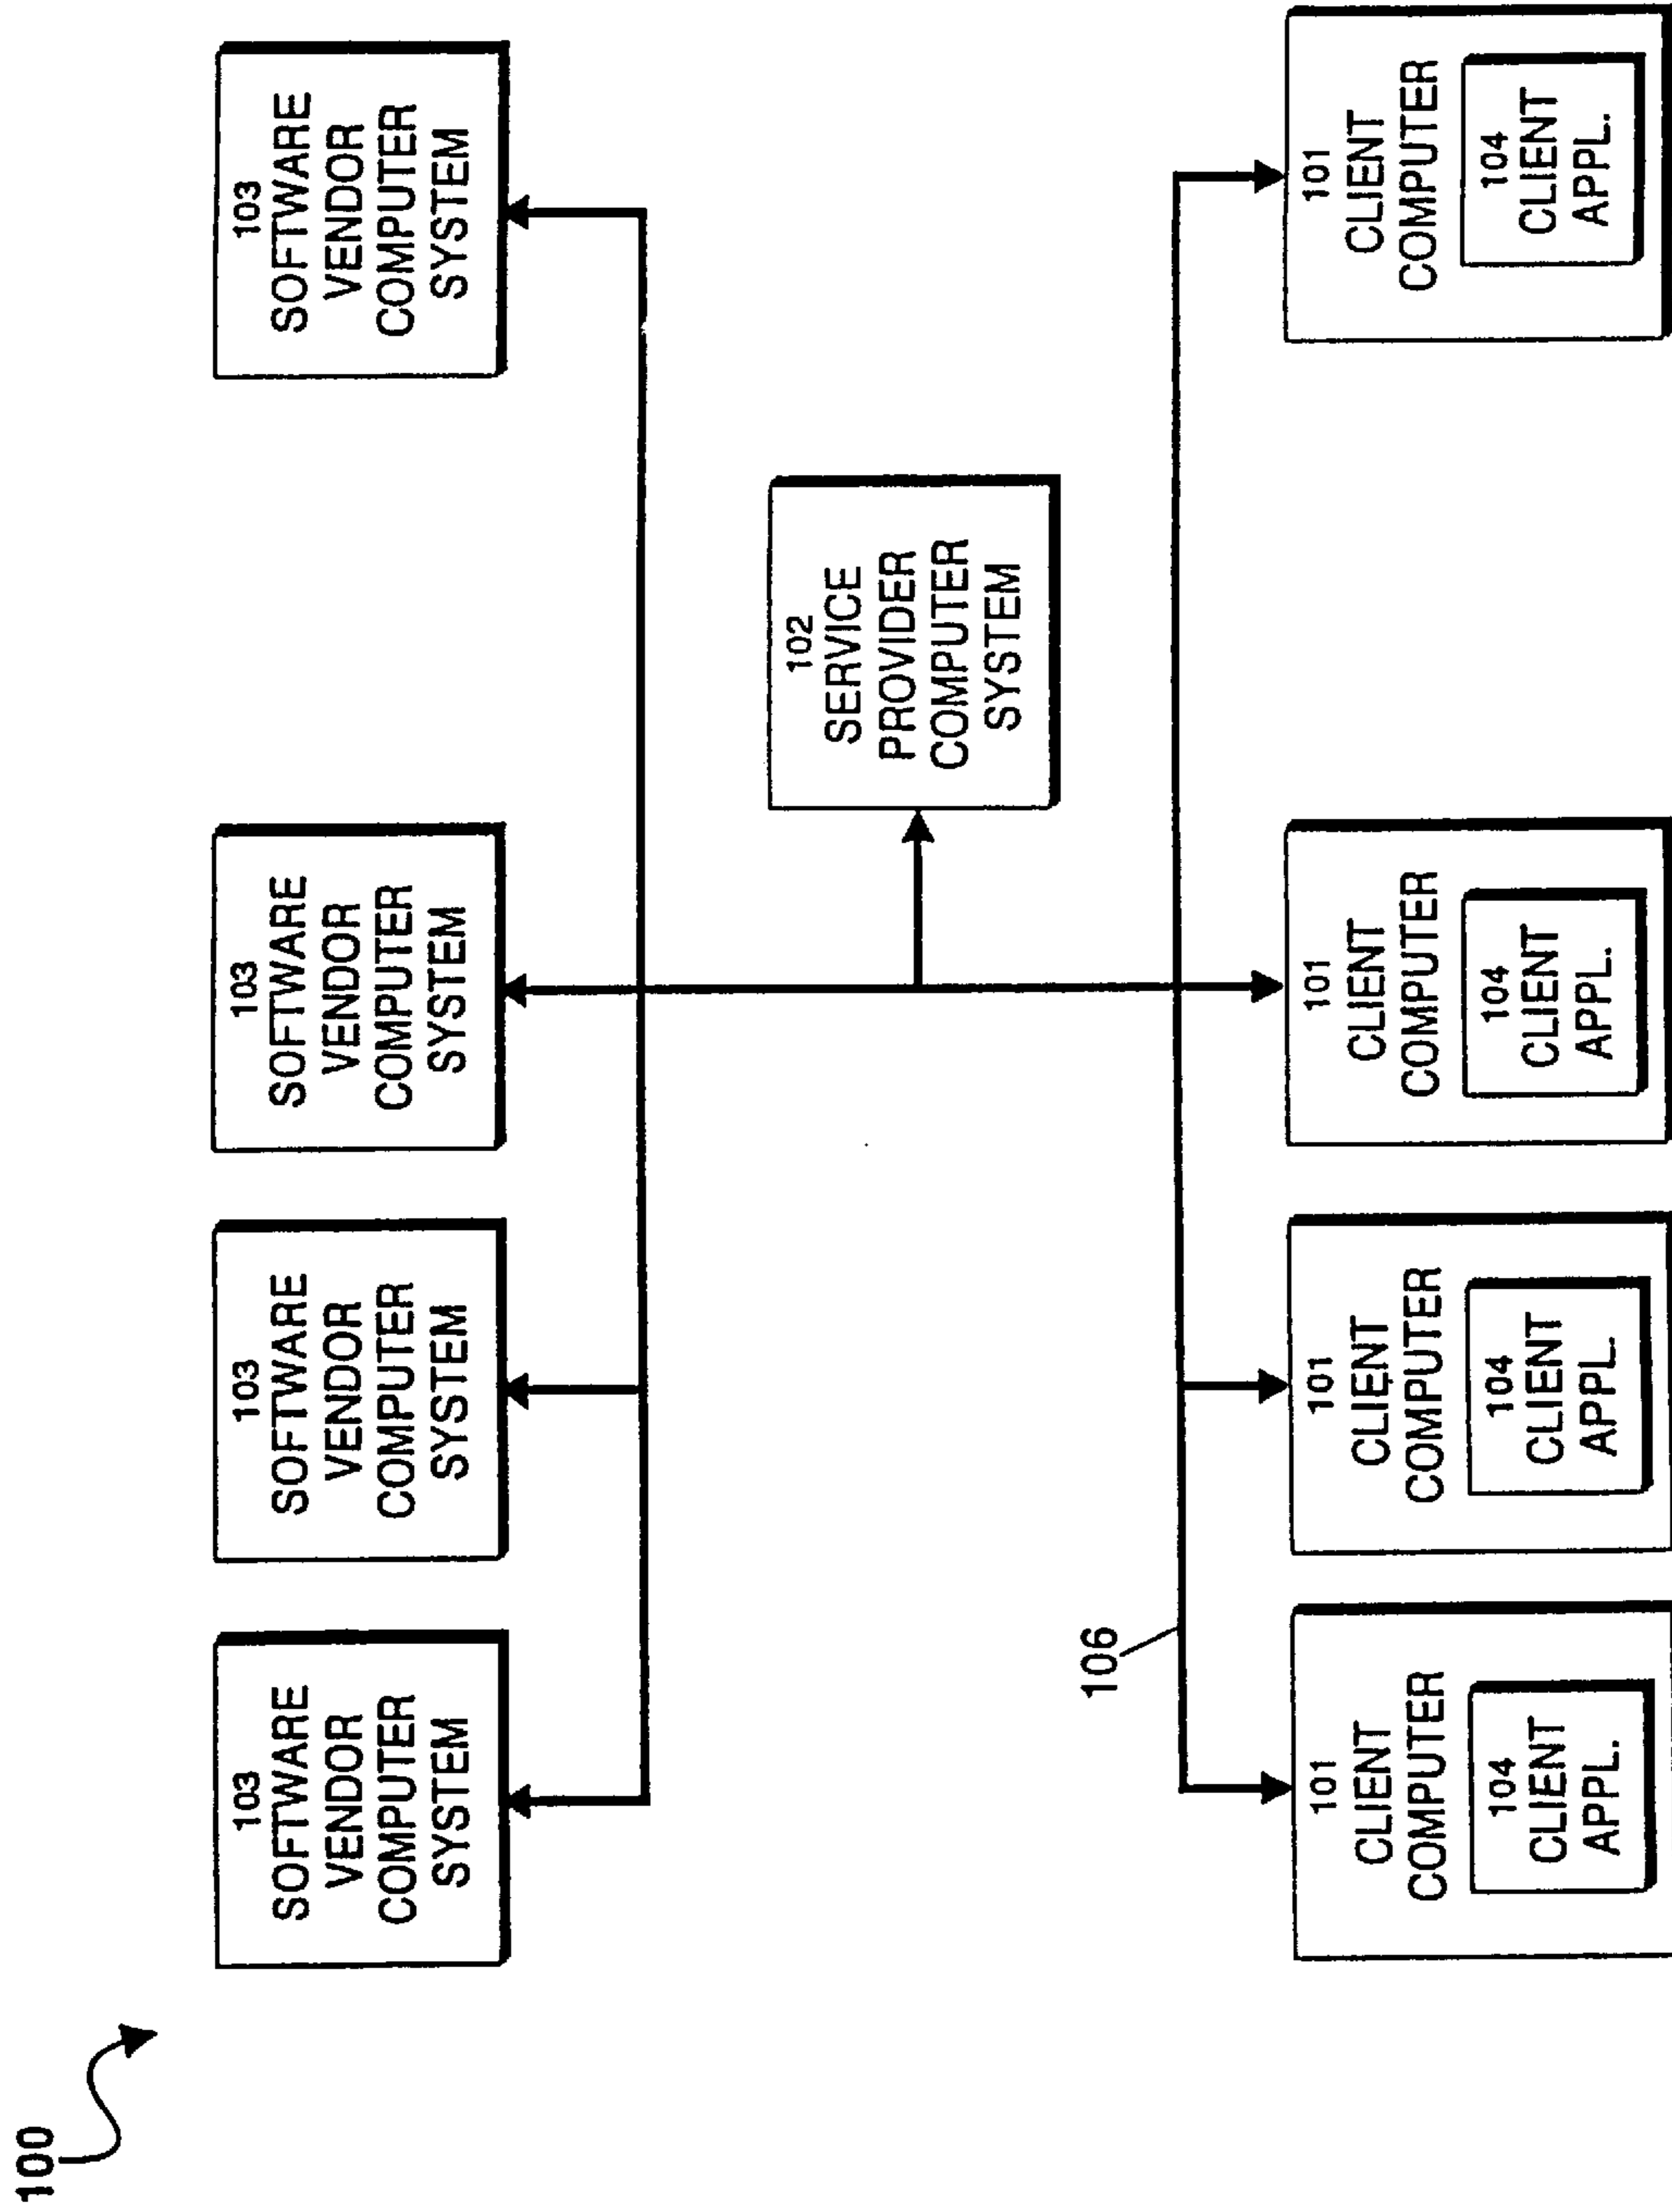 100
103
SOFTWARE
VENDOR
COMPUTER
SYSTEM
103
SOFTWARE
VENDOR
COMPUTER
SYSTEM
103
SOFTWARE
VENDOR
COMPUTER
SYSTEM
103
SOFTWARE
VENDOR
COMPUTER
SYSTEM
102
SERVICE
PROVIDER
COMPUTER
SYSTEM
106
101
CLIENT
COMPUTER
104
CLIENT
APPL.
101
CLIENT
COMPUTER
104
CLIENT
APPL.
101
CLIENT
COMPUTER
104
CLIENT
APPL.
101
CLIENT
COMPUTER
104
CLIENT
APPL.